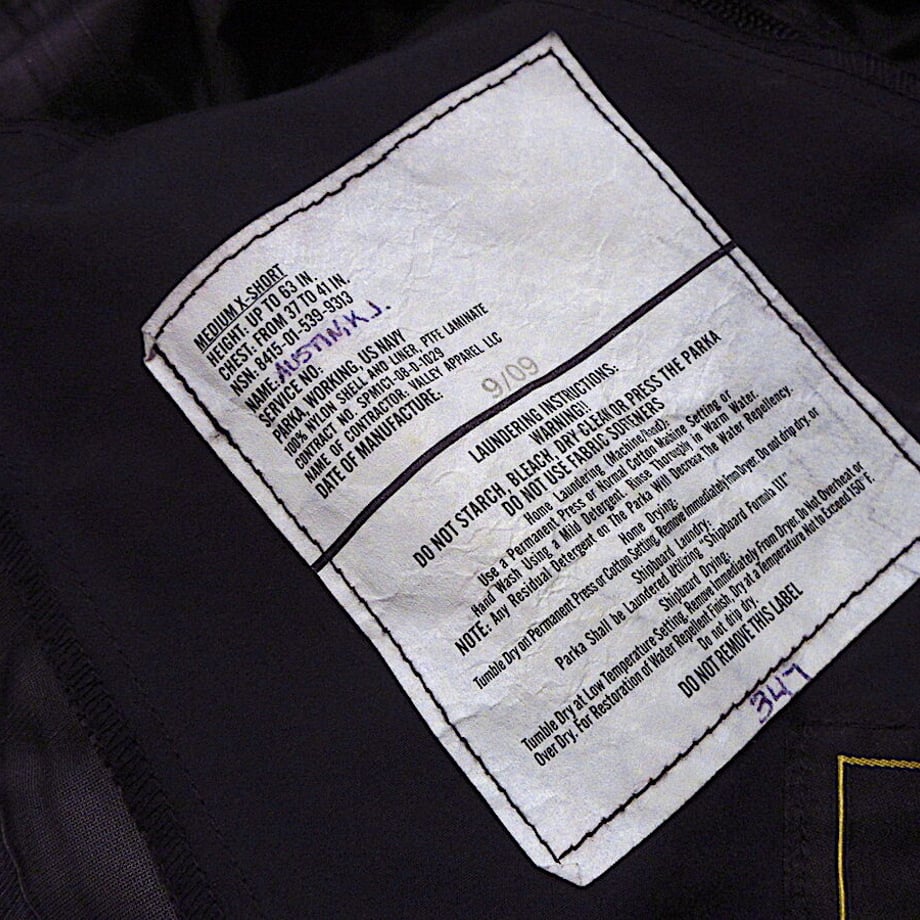 MEDIUM X-SHORT
HEIGHT: UP TO 63 IN.
CHEST: FROM 37 TO 41 IN.
NSN: 8415-01-539-9313
NAME: AUSTIN, K J.
SERVICE NO:
PARKA, WORKING, US NAVY
100% NYLON SHELL AND LINER, PTFE LAMINATE
CONTRACT NO. SPM1C1-08-D-1029
NAME OF CONTRACTOR: VALLEY APPAREL LLC
DATE OF MANUFACTURE: 9/09
LAUNDERING INSTRUCTIONS:
WARNING!!
DO NOT STARCH, BLEACH, DRY CLEAN OR PRESS THE PARKA
DO NOT USE FABRIC SOFTENERS
Home Laundering (Machine/hand):
Use a Permanent Press or Normal Cotton Machine Setting or
Hand Wash Using a Mild Detergent. Rinse Thoroughly in Warm Water.
NOTE: Any Residual Detergent on The Parka Will Decrease The Water Repellency.
Home Drying:
Tumble Dry on Permanent Press or Cotton Setting, Remove Immediately from Dryer. Do not drip dry. or
Shipboard Laundry:
Parka Shall be Laundered Utilizing "Shipboard Formula III"
Shipboard Drying:
Tumble Dry at Low Temperature Setting, Remove Immediately From Dryer. Do Not Overheat or
Over Dry. For Restoration of Water Repellent Finish, Dry at a Temperature Not to Exceed 150°F.
Do not drip dry.
DO NOT REMOVE THIS LABEL
347